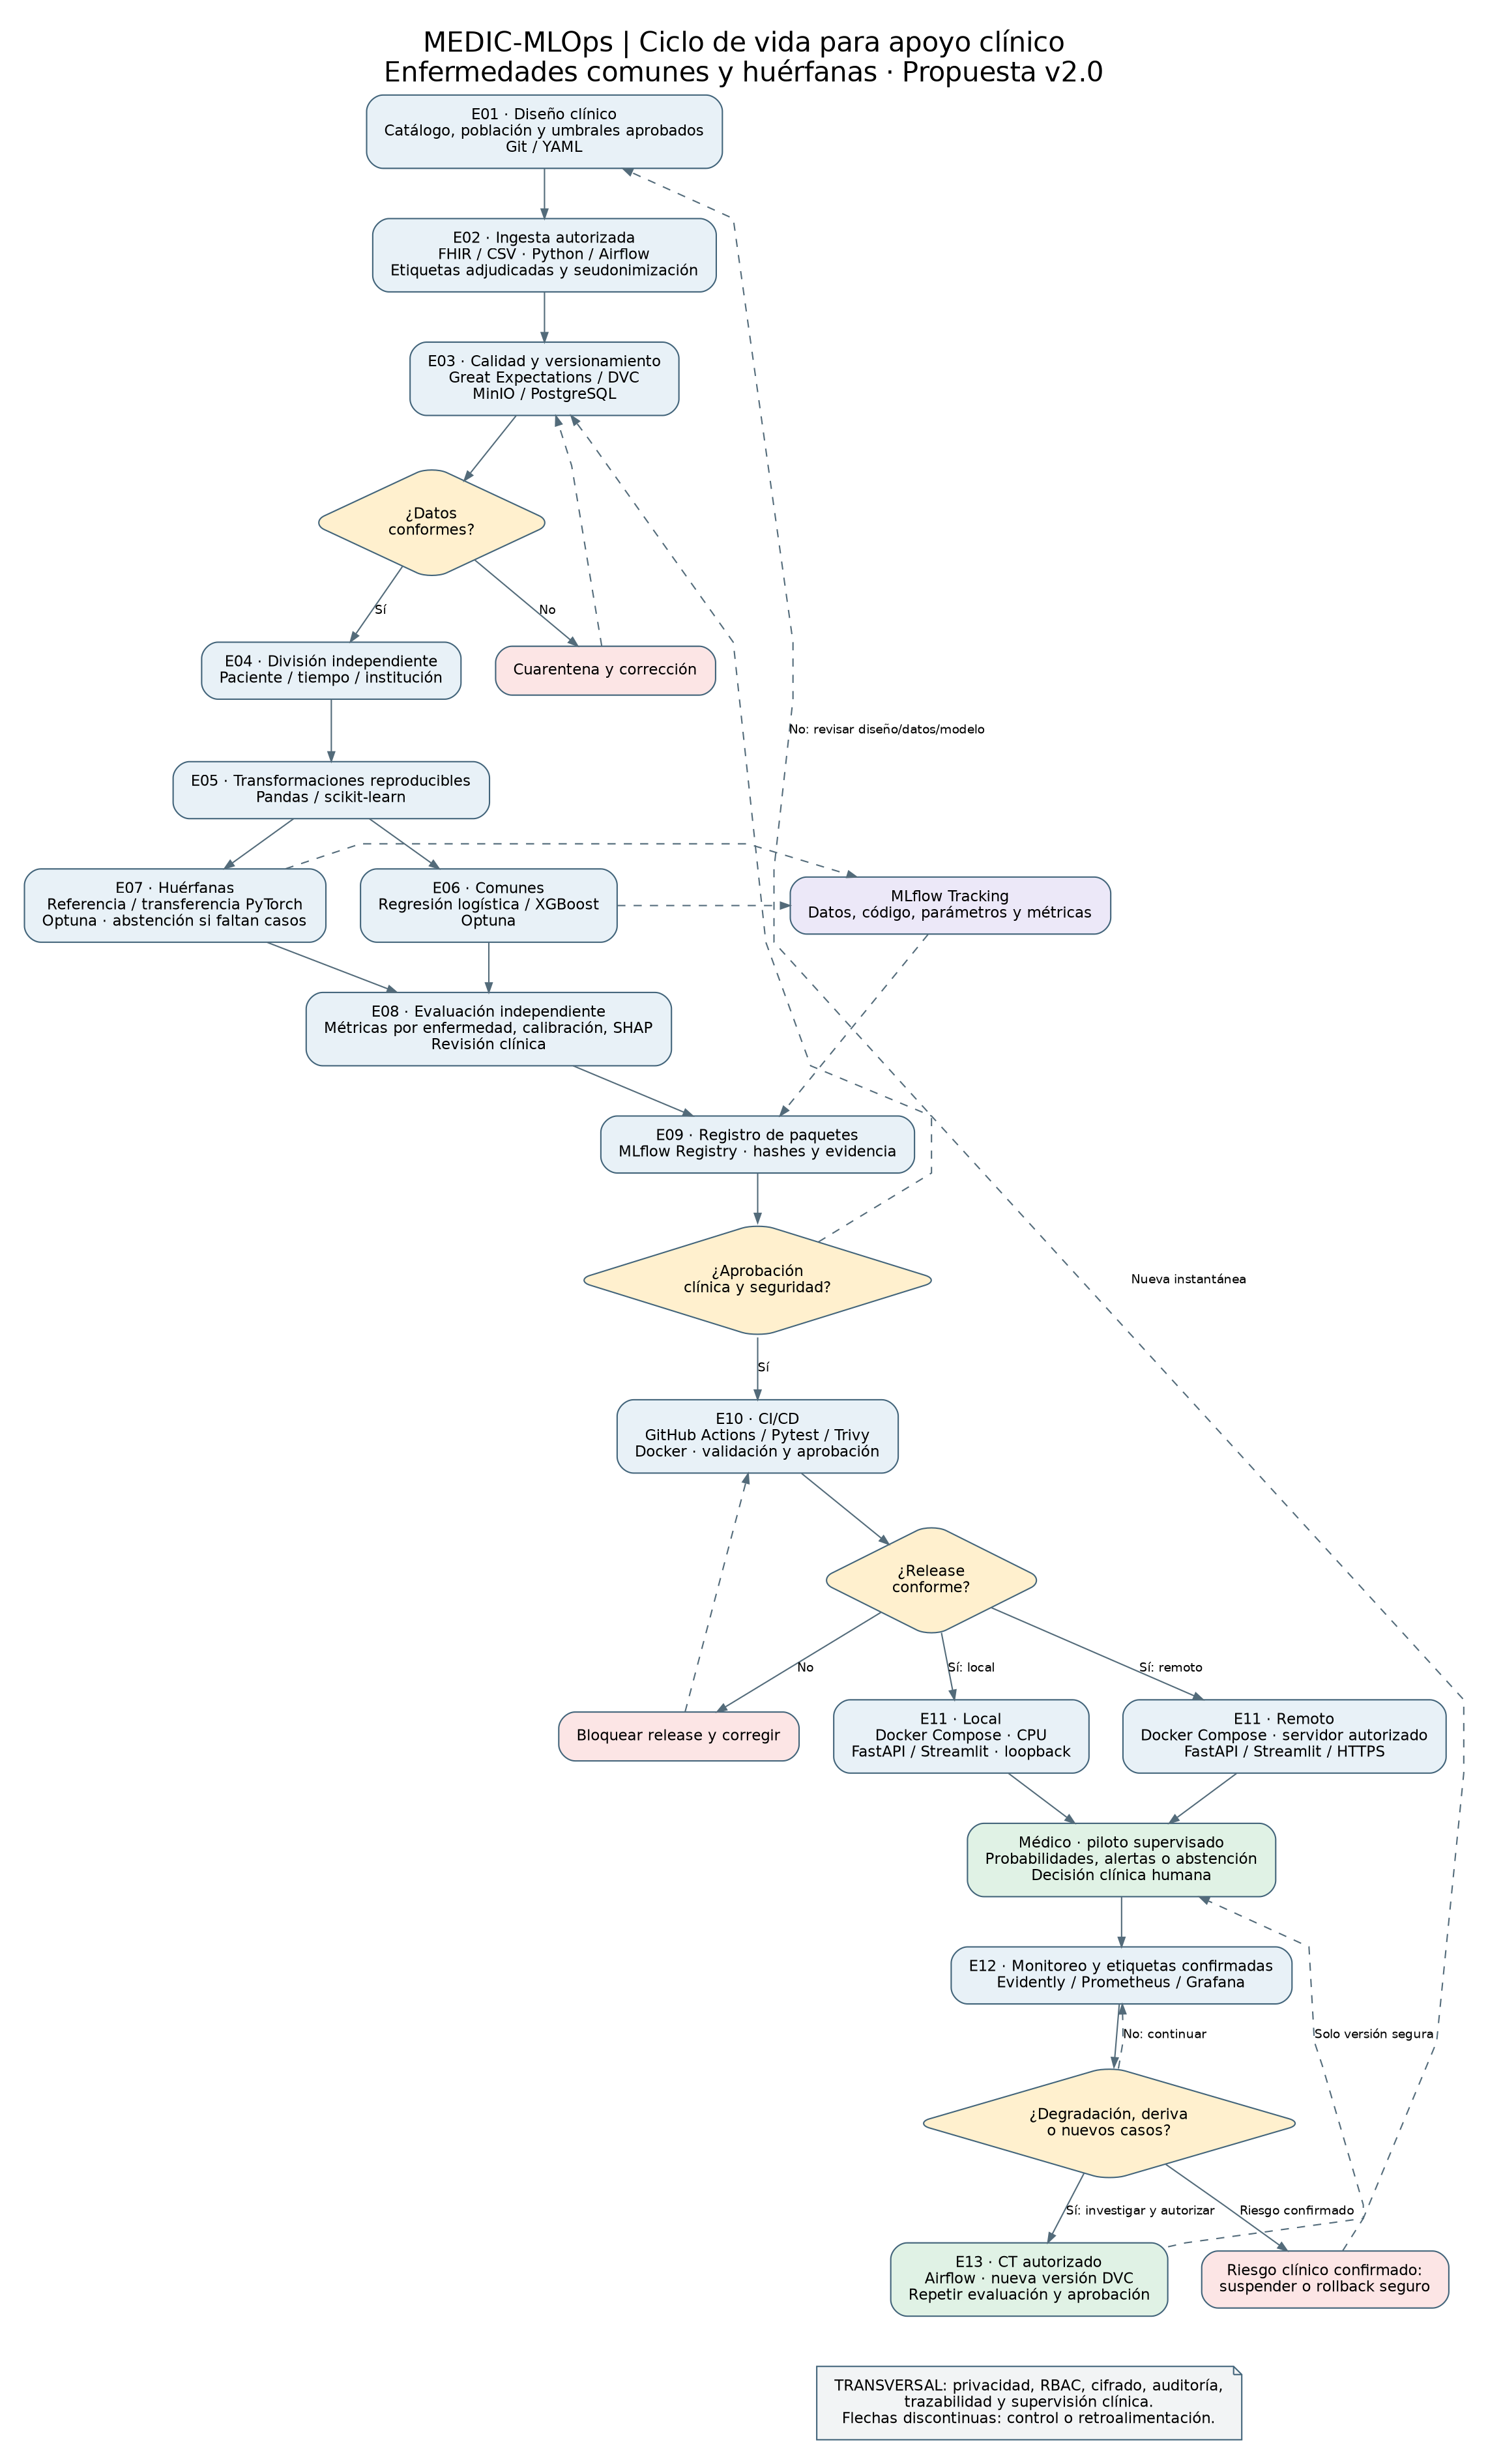 MEDIC-MLOps | Ciclo de vida para apoyo clínico
Enfermedades comunes y huérfanas · Propuesta v2.0
E01 · Diseño clínico
Catálogo, población y umbrales aprobados
Git / YAML
E02 · Ingesta autorizada
FHIR / CSV · Python / Airflow
Etiquetas adjudicadas y seudonimización
E03 · Calidad y versionamiento
Great Expectations / DVC
MinIO / PostgreSQL
¿Datos
conformes?
Sí
No
E04 · División independiente
Paciente / tiempo / institución
Cuarentena y corrección
No: revisar diseño/datos/modelo
E05 · Transformaciones reproducibles
Pandas / scikit-learn
E07 · Huérfanas
Referencia / transferencia PyTorch
Optuna · abstención si faltan casos
E06 · Comunes
Regresión logística / XGBoost
Optuna
MLflow Tracking
Datos, código, parámetros y métricas
E08 · Evaluación independiente
Métricas por enfermedad, calibración, SHAP
Revisión clínica
E09 · Registro de paquetes
MLflow Registry · hashes y evidencia
¿Aprobación
clínica y seguridad?
Nueva instantánea
Sí
E10 · CI/CD
GitHub Actions / Pytest / Trivy
Docker · validación y aprobación
¿Release
conforme?
No
Sí: local
Sí: remoto
Bloquear release y corregir
E11 · Local
Docker Compose · CPU
FastAPI / Streamlit · loopback
E11 · Remoto
Docker Compose · servidor autorizado
FastAPI / Streamlit / HTTPS
Médico · piloto supervisado
Probabilidades, alertas o abstención
Decisión clínica humana
E12 · Monitoreo y etiquetas confirmadas
Evidently / Prometheus / Grafana
No: continuar
Solo versión segura
¿Degradación, deriva
o nuevos casos?
Sí: investigar y autorizar
Riesgo confirmado
E13 · CT autorizado
Airflow · nueva versión DVC
Repetir evaluación y aprobación
Riesgo clínico confirmado:
suspender o rollback seguro
TRANSVERSAL: privacidad, RBAC, cifrado, auditoría,
trazabilidad y supervisión clínica.
Flechas discontinuas: control o retroalimentación.